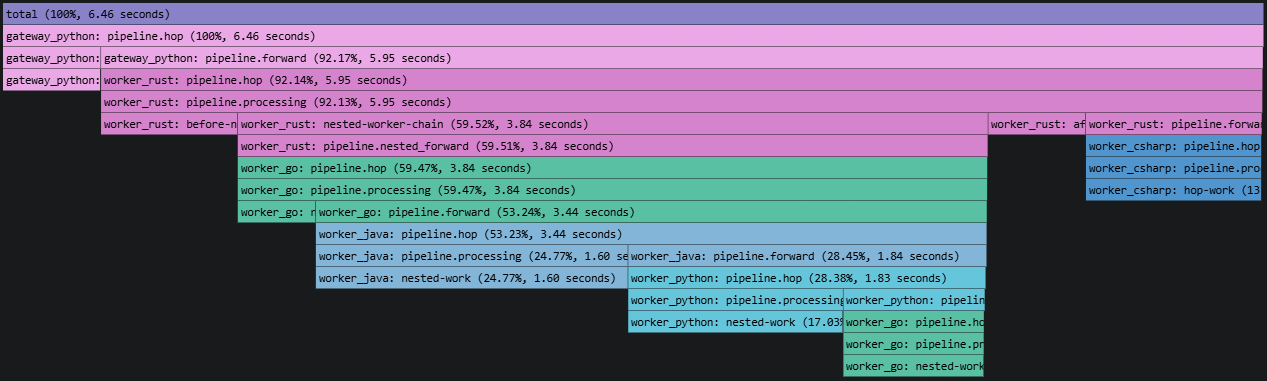 total (100%, 6.46 seconds)
gateway_python: pipeline.hop (100%, 6.46 seconds)
gateway_python: gateway_python: pipeline.forward (92.17%, 5.95 seconds)
gateway_python: worker_rust: pipeline.hop (92.14%, 5.95 seconds)
worker_rust: pipeline.processing (92.13%, 5.95 seconds)
worker_rust: before-n worker_rust: nested-worker-chain (59.52%, 3.84 seconds) worker_rust: af worker_rust: pipeline.forwar
worker_rust: pipeline.nested_forward (59.51%, 3.84 seconds) worker_csharp: pipeline.hop
worker_go: pipeline.hop (59.47%, 3.84 seconds) worker_csharp: pipeline.pro
worker_go: pipeline.processing (59.47%, 3.84 seconds) worker_csharp: hop-work (13
worker_go: n worker_go: pipeline.forward (53.24%, 3.44 seconds)
worker_java: pipeline.hop (53.23%, 3.44 seconds)
worker_java: pipeline.processing (24.77%, 1.60 se worker_java: pipeline.forward (28.45%, 1.84 seconds)
worker_java: nested-work (24.77%, 1.60 seconds) worker_python: pipeline.hop (28.38%, 1.83 seconds)
worker_python: pipeline.processing worker_python: pipelin
worker_python: nested-work (17.03% worker_go: pipeline.ho
worker_go: pipeline.pr
worker_go: nested-work